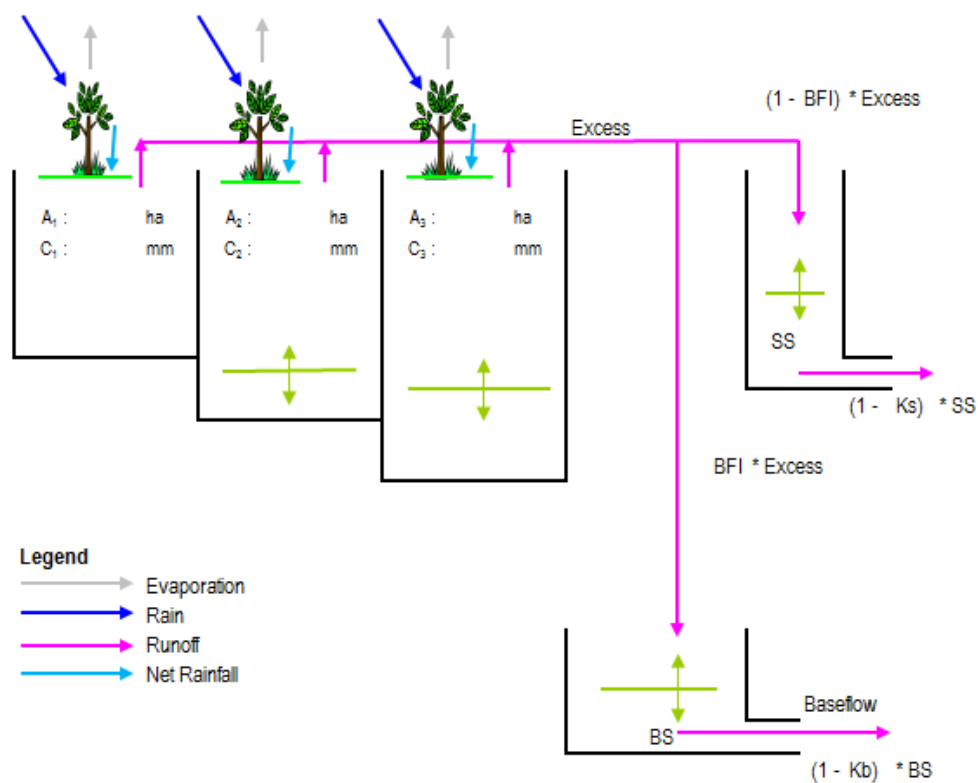 (1 - BFI) * Excess
Excess
A₁ : ha
C₁ : mm
A₂ : ha
C₂ : mm
A₃ : ha
C₃ : mm
SS
(1 - Ks) * SS
BFI * Excess
Legend
Evaporation
Rain
Runoff
Net Rainfall
Baseflow
BS
(1 - Kb) * BS